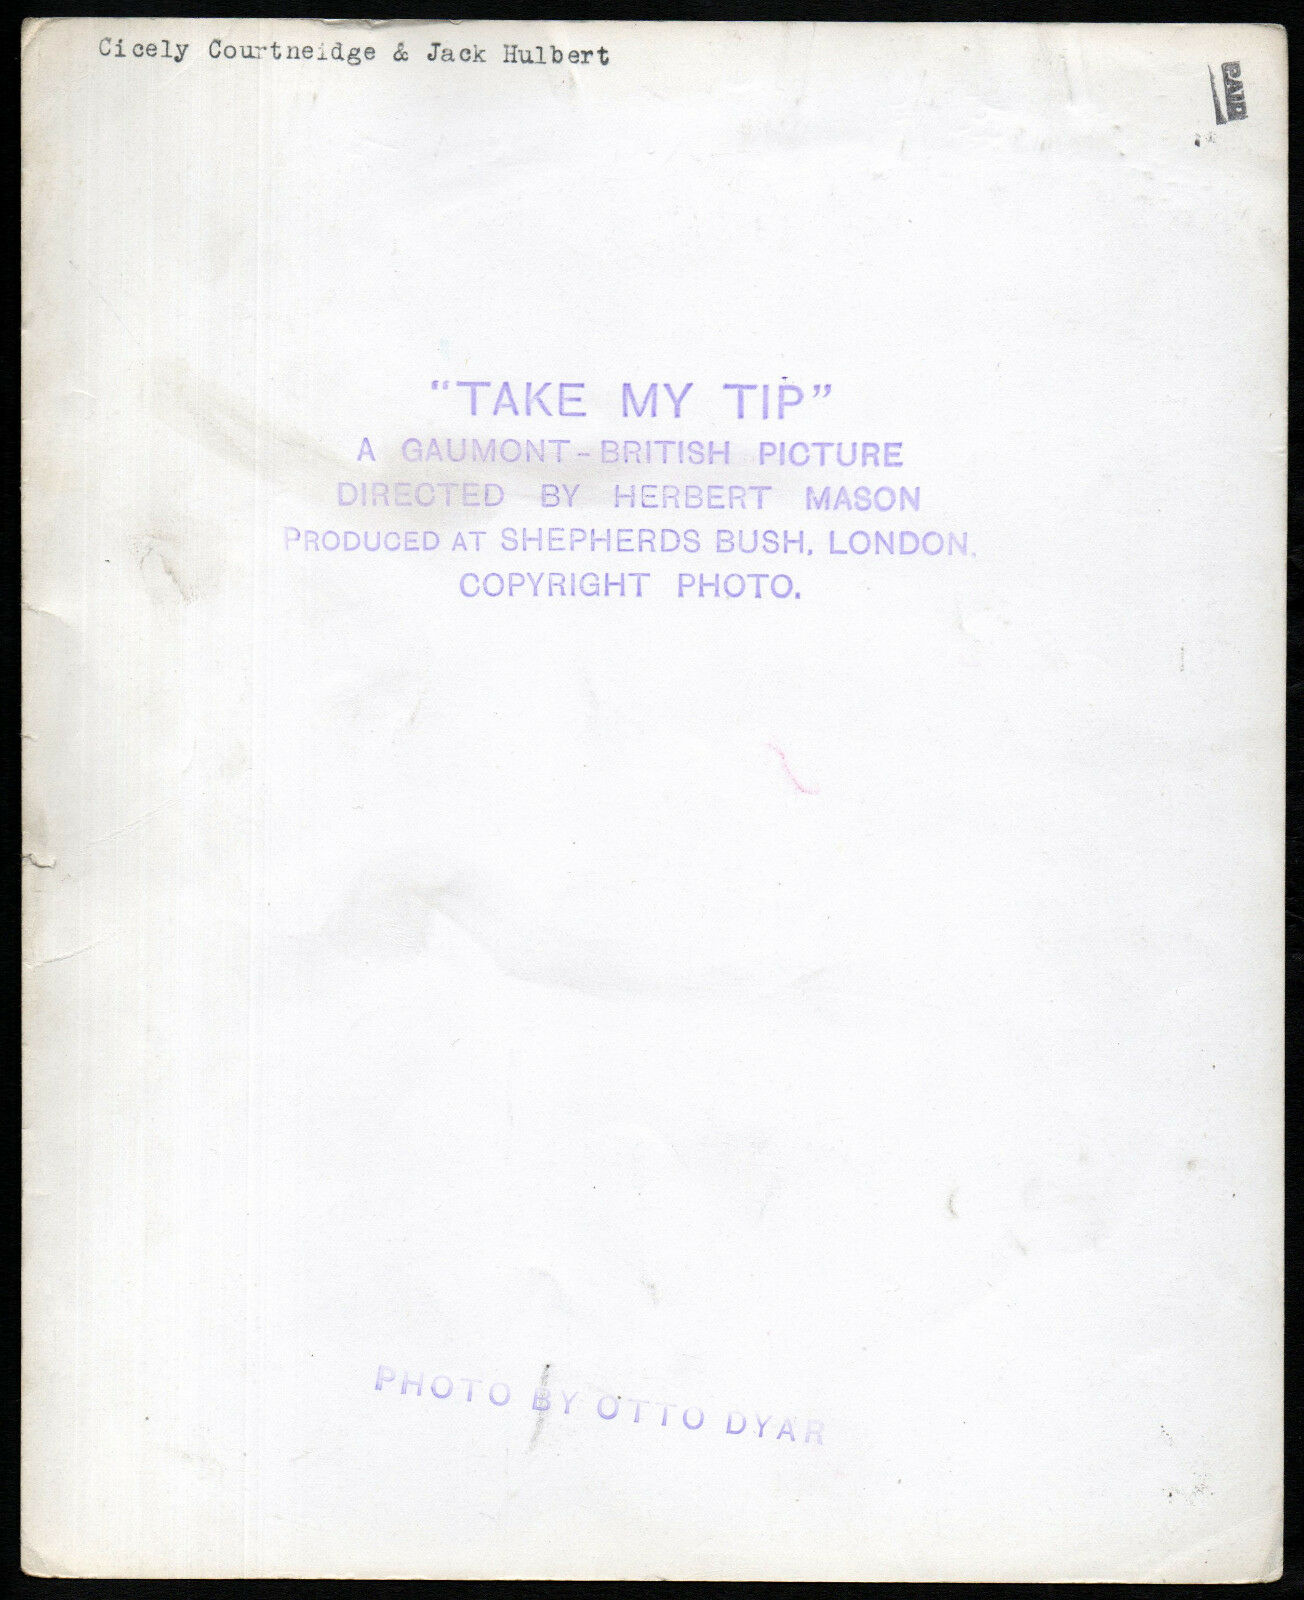 Cicely Courtneidge & Jack Hulbert
PAID
"TAKE MY TIP"
A GAUMONT-BRITISH PICTURE
DIRECTED BY HERBERT MASON
PRODUCED AT SHEPHERDS BUSH, LONDON.
COPYRIGHT PHOTO.
PHOTO BY OTTO DYAR